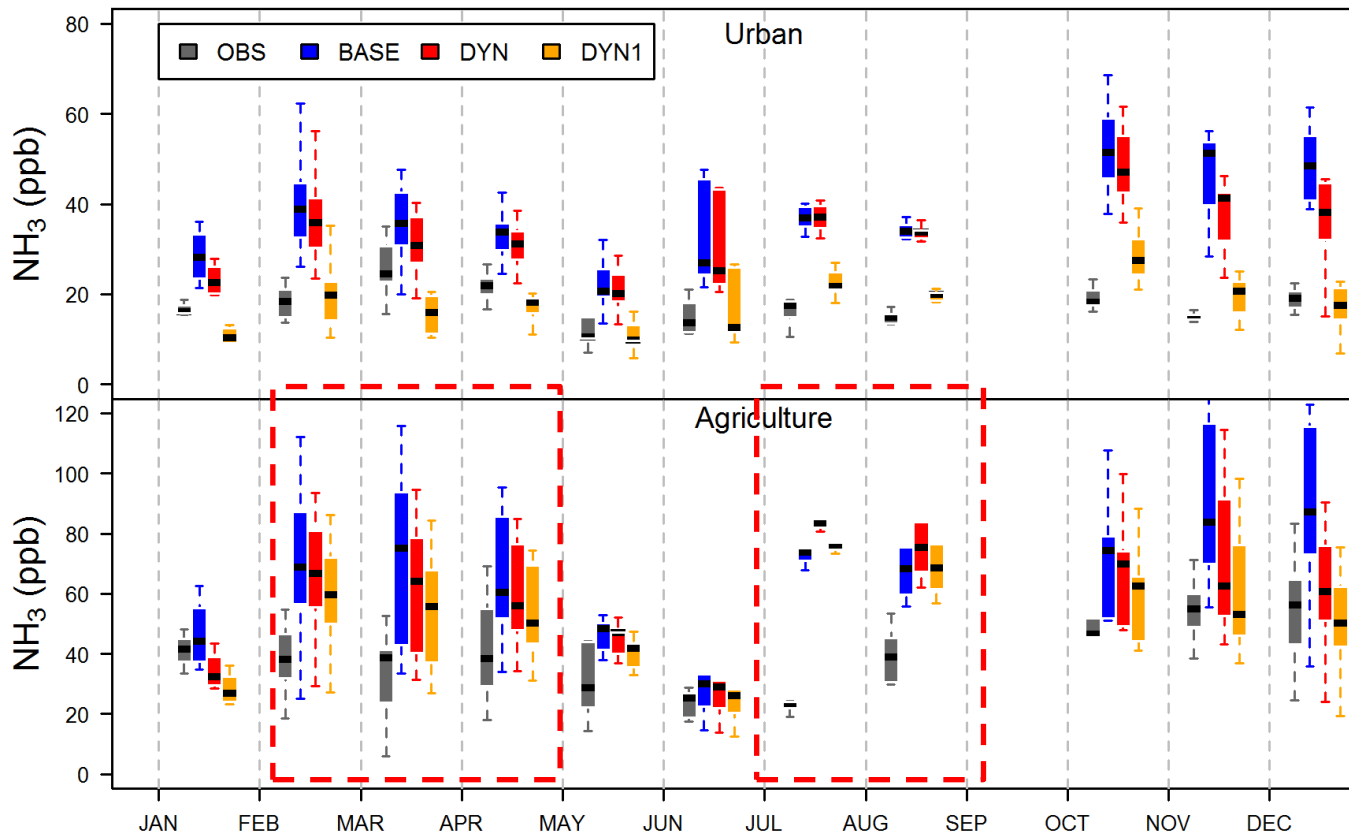 Urban
OBS BASE DYN DYN1
NH3 (ppb)
80
60
40
20
0
Agriculture
NH3 (ppb)
120
100
80
60
40
20
0
JAN FEB MAR APR MAY JUN JUL AUG SEP OCT NOV DEC